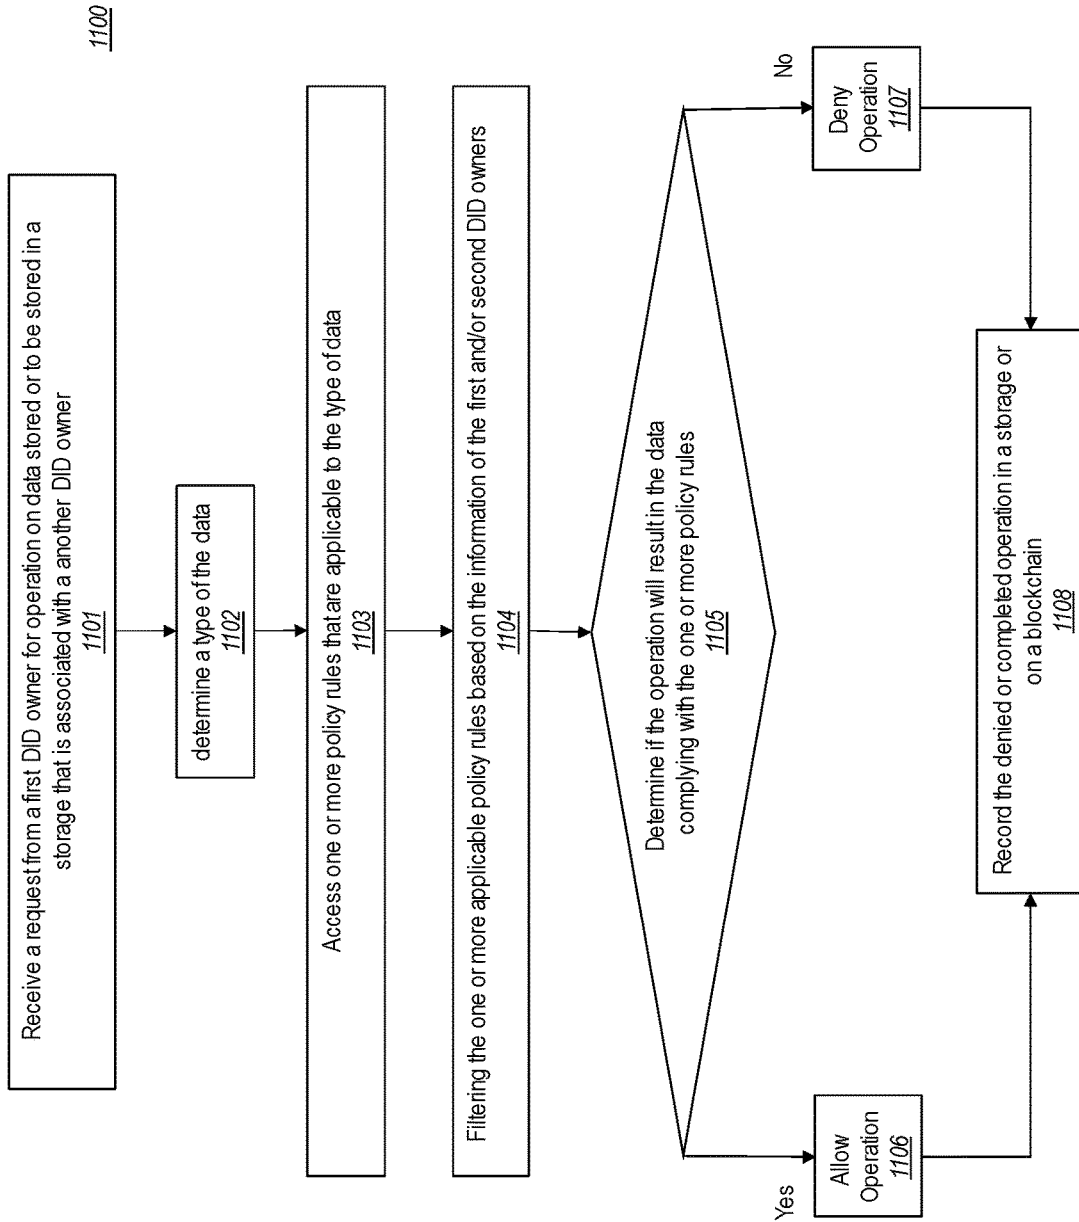 1100
Receive a request from a first DID owner for operation on data stored or to be stored in a
storage that is associated with a another DID owner
1101
determine a type of the data
1102
Access one or more policy rules that are applicable to the type of data
1103
Filtering the one or more applicable policy rules based on the information of the first and/or second DID owners
1104
Determine if the operation will result in the data
complying with the one or more policy rules
1105
Yes
No
Allow
Operation
1106
Deny
Operation
1107
Record the denied or completed operation in a storage or
on a blockchain
1108